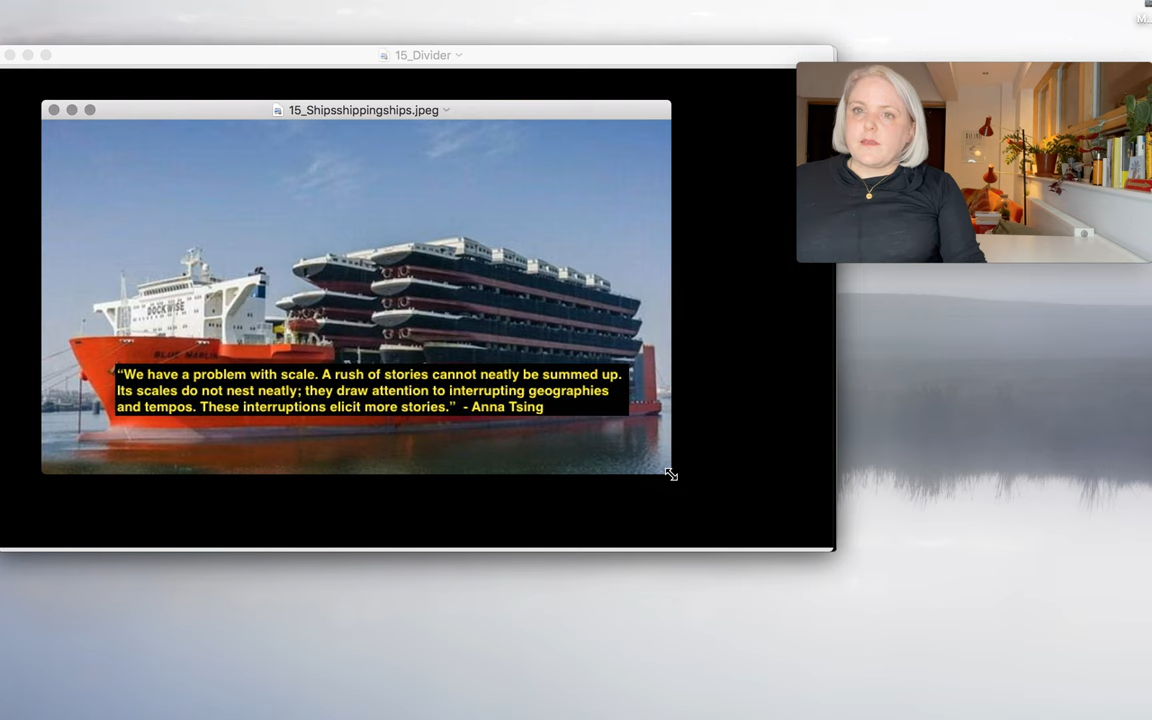 M...
15_Divider
15_Shipsshippingships.jpeg
DOCKWISE
BLUE MARLIN
“We have a problem with scale. A rush of stories cannot neatly be summed up.
Its scales do not nest neatly; they draw attention to interrupting geographies
and tempos. These interruptions elicit more stories.”  - Anna Tsing